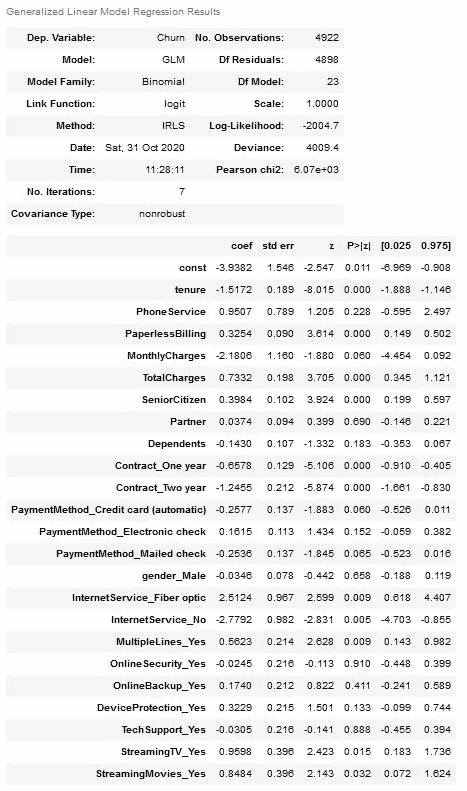 Generalized Linear Model Regression Results
Dep. Variable: Churn No. Observations: 4922
Model: GLM Df Residuals: 4898
Model Family: Binomial Df Model: 23
Link Function: logit Scale: 1.0000
Method: IRLS Log-Likelihood: -2004.7
Date: Sat, 31 Oct 2020 Deviance: 4009.4
Time: 11:28:11 Pearson chi2: 6.07e+03
No. Iterations: 7
Covariance Type: nonrobust
coef std err z P>|z| [0.025 0.975]
const -3.9382 1.546 -2.547 0.011 -6.969 -0.908
tenure -1.5172 0.189 -8.015 0.000 -1.888 -1.146
PhoneService 0.9507 0.789 1.205 0.228 -0.595 2.497
PaperlessBilling 0.3254 0.090 3.614 0.000 0.149 0.502
MonthlyCharges -2.1806 1.160 -1.880 0.060 -4.454 0.092
TotalCharges 0.7332 0.198 3.705 0.000 0.345 1.121
SeniorCitizen 0.3984 0.102 3.924 0.000 0.199 0.597
Partner 0.0374 0.094 0.399 0.690 -0.146 0.221
Dependents -0.1430 0.107 -1.332 0.183 -0.353 0.067
Contract_One year -0.6578 0.129 -5.106 0.000 -0.910 -0.405
Contract_Two year -1.2455 0.212 -5.874 0.000 -1.661 -0.830
PaymentMethod_Credit card (automatic) -0.2577 0.137 -1.883 0.060 -0.526 0.011
PaymentMethod_Electronic check 0.1615 0.113 1.434 0.152 -0.059 0.382
PaymentMethod_Mailed check -0.2536 0.137 -1.845 0.065 -0.523 0.016
gender_Male -0.0346 0.078 -0.442 0.658 -0.188 0.119
InternetService_Fiber optic 2.5124 0.967 2.599 0.009 0.618 4.407
InternetService_No -2.7792 0.982 -2.831 0.005 -4.703 -0.855
MultipleLines_Yes 0.5623 0.214 2.628 0.009 0.143 0.982
OnlineSecurity_Yes -0.0245 0.216 -0.113 0.910 -0.448 0.399
OnlineBackup_Yes 0.1740 0.212 0.822 0.411 -0.241 0.589
DeviceProtection_Yes 0.3229 0.215 1.501 0.133 -0.099 0.744
TechSupport_Yes -0.0305 0.216 -0.141 0.888 -0.455 0.394
StreamingTV_Yes 0.9598 0.396 2.423 0.015 0.183 1.736
StreamingMovies_Yes 0.8484 0.396 2.143 0.032 0.072 1.624